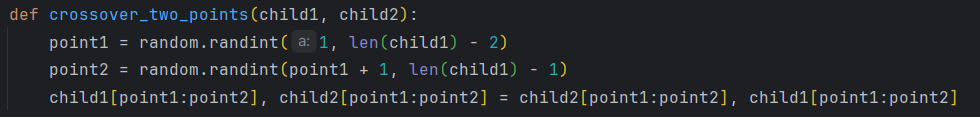 def crossover_two_points(child1, child2):
    point1 = random.randint(a: 1, len(child1) - 2)
    point2 = random.randint(point1 + 1, len(child1) - 1)
    child1[point1:point2], child2[point1:point2] = child2[point1:point2], child1[point1:point2]